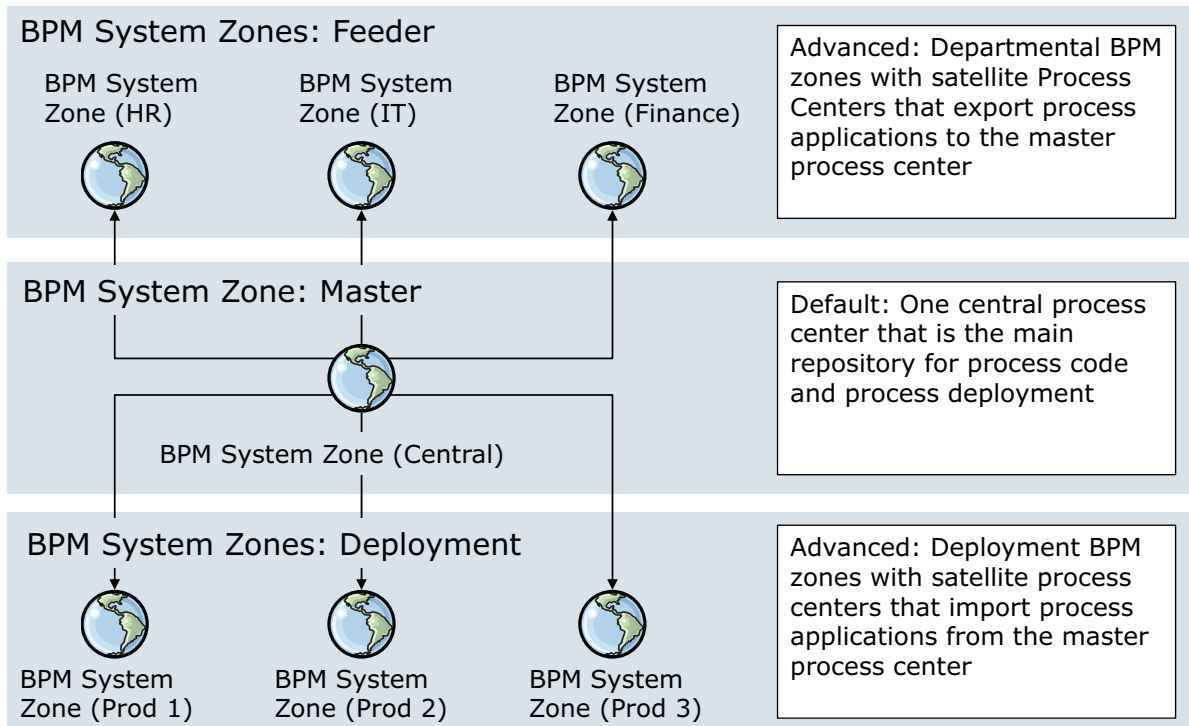 BPM System Zones: Feeder
BPM System
Zone (HR)
BPM System
Zone (IT)
BPM System
Zone (Finance)
Advanced: Departmental BPM
zones with satellite Process
Centers that export process
applications to the master
process center
BPM System Zone: Master
BPM System Zone (Central)
Default: One central process
center that is the main
repository for process code
and process deployment
BPM System Zones: Deployment
BPM System
Zone (Prod 1)
BPM System
Zone (Prod 2)
BPM System
Zone (Prod 3)
Advanced: Deployment BPM
zones with satellite process
centers that import process
applications from the master
process center